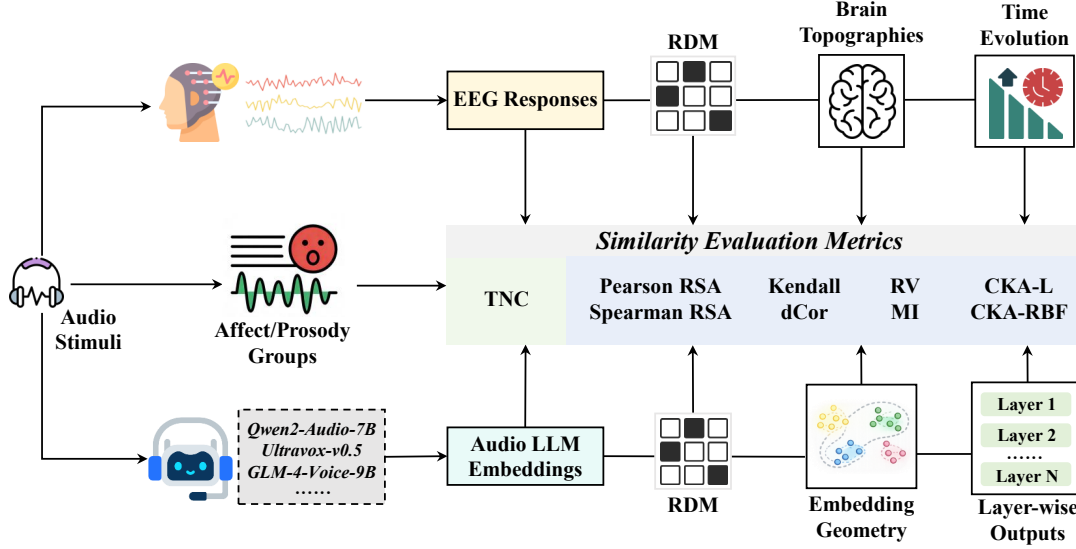 Brain
Topographies
Time
Evolution
RDM
EEG Responses
Similarity Evaluation Metrics
TNC
Pearson RSA
Spearman RSA
Kendall
dCor
RV
MI
CKA-L
CKA-RBF
Audio
Stimuli
Affect/Prosody
Groups
Qwen2-Audio-7B
Ultravox-v0.5
GLM-4-Voice-9B
......
Audio LLM
Embeddings
RDM
Embedding
Geometry
Layer 1
Layer 2
......
Layer N
Layer-wise
Outputs